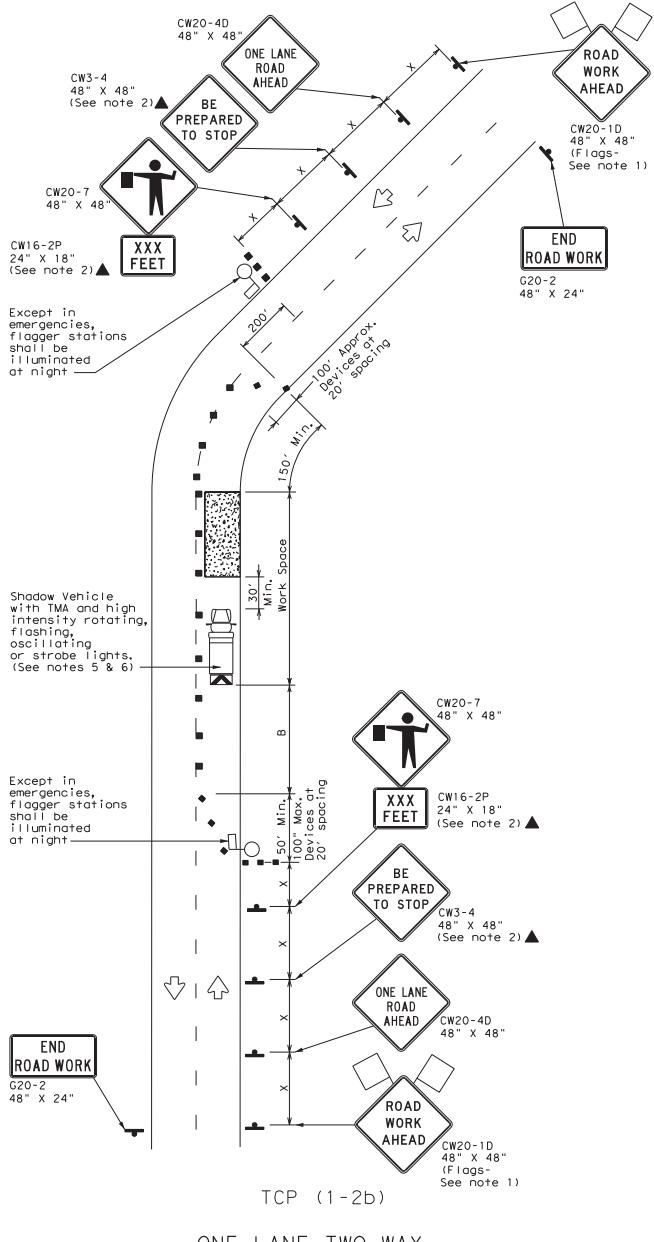 CW20-4D
48" X 48"
ONE LANE
ROAD
AHEAD
X
ROAD
WORK
AHEAD
CW3-4
48" X 48"
(See note 2)▲
BE
PREPARED
TO STOP
X
CW20-1D
48" X 48"
(Flags-
See note 1)
CW20-7
48" X 48"
X
X
CW16-2P
24" X 18"
(See note 2)▲
XXX
FEET
END
ROAD WORK
G20-2
48" X 24"
Except in
emergencies,
flagger stations
shall be
illuminated
at night
200'
100' Approx.
Devices at
20' spacing
150' Min.
Work Space
30'
Min.
Shadow Vehicle
with TMA and high
intensity rotating,
flashing,
oscillating
or strobe lights.
(See notes 5 & 6)
B
CW20-7
48" X 48"
Except in
emergencies,
flagger stations
shall be
illuminated
at night
50' Min.
100" Max.
Devices at
20' spacing
XXX
FEET
CW16-2P
24" X 18"
(See note 2)▲
X
BE
PREPARED
TO STOP
CW3-4
48" X 48"
(See note 2)▲
X
X
ONE LANE
ROAD
AHEAD
CW20-4D
48" X 48"
X
END
ROAD WORK
G20-2
48" X 24"
ROAD
WORK
AHEAD
CW20-1D
48" X 48"
(Flags-
See note 1)
TCP (1-2b)
ONE LANE TWO WAY